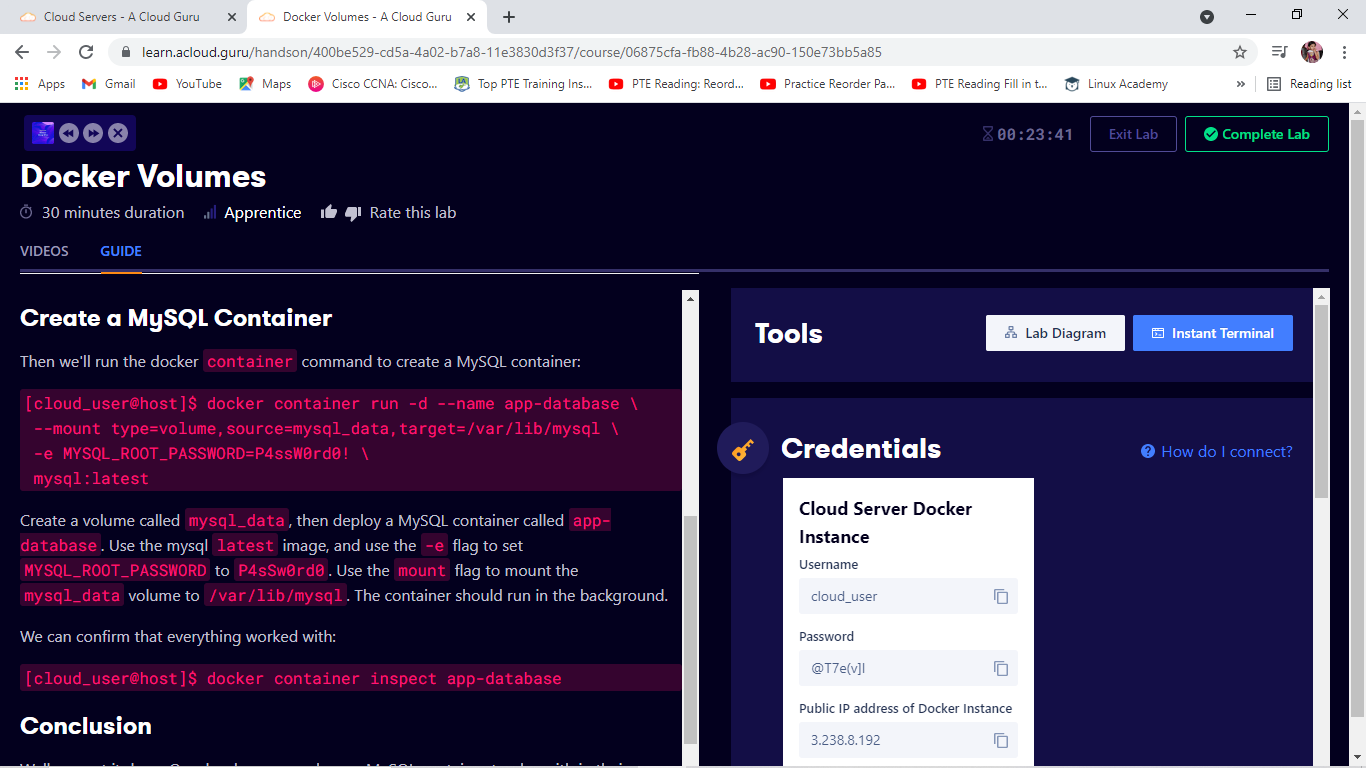 Cloud Servers - A Cloud Guru
Docker Volumes - A Cloud Guru
learn.acloud.guru/handson/400be529-cd5a-4a02-b7a8-11e3830d3f37/course/06875cfa-fb88-4b28-ac90-150e73bb5a85
Apps Gmail YouTube Maps Cisco CCNA: Cisco... Top PTE Training Ins... PTE Reading: Reord... Practice Reorder Pa... PTE Reading Fill in t... Linux Academy » Reading list
00:23:41 Exit Lab Complete Lab
Docker Volumes
30 minutes duration Apprentice Rate this lab
VIDEOS GUIDE
Create a MySQL Container
Then we'll run the docker container command to create a MySQL container:
[cloud_user@host]$ docker container run -d --name app-database \
--mount type=volume,source=mysql_data,target=/var/lib/mysql \
-e MYSQL_ROOT_PASSWORD=P4ssW0rd0! \
mysql:latest
Create a volume called mysql_data, then deploy a MySQL container called app-
database. Use the mysql latest image, and use the -e flag to set
MYSQL_ROOT_PASSWORD to P4sSw0rd0. Use the mount flag to mount the
mysql_data volume to /var/lib/mysql. The container should run in the background.
We can confirm that everything worked with:
[cloud_user@host]$ docker container inspect app-database
Conclusion
Tools
Lab Diagram
Instant Terminal
Credentials
How do I connect?
Cloud Server Docker
Instance
Username
cloud_user
Password
Public IP address of Docker Instance
3.238.8.192